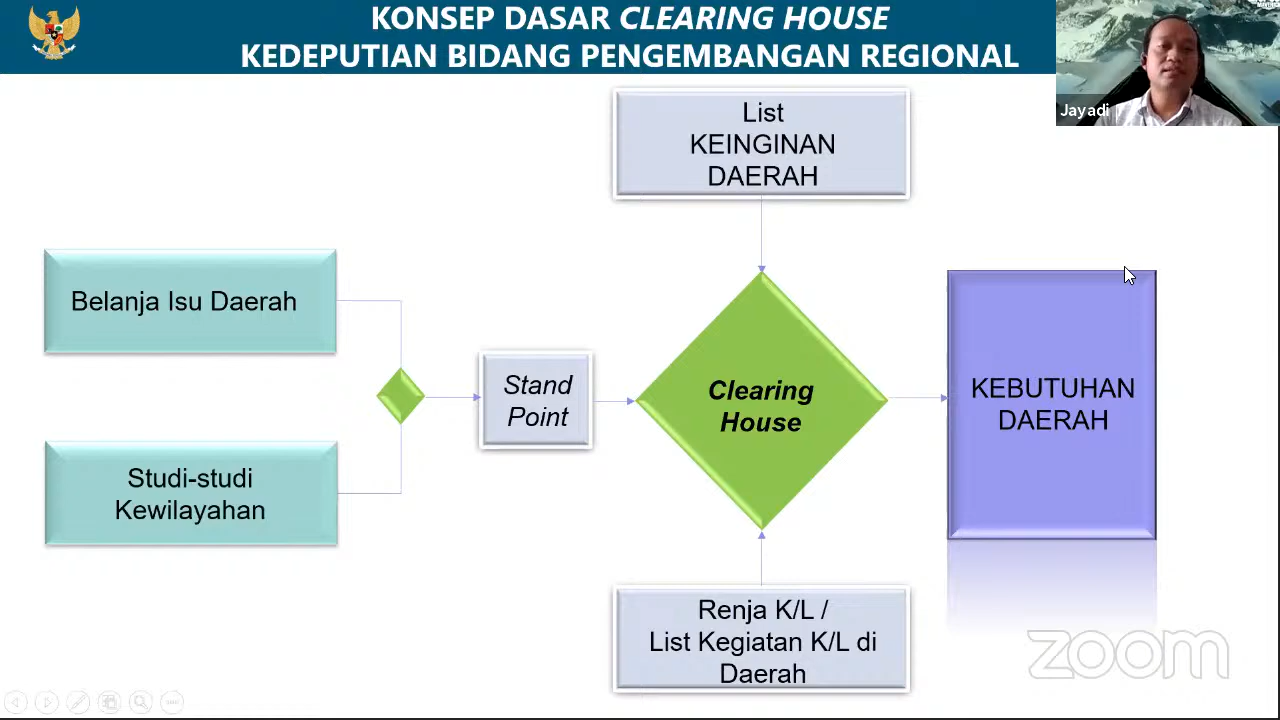 KONSEP DASAR CLEARING HOUSE
KEDEPUTIAN BIDANG PENGEMBANGAN REGIONAL
Jayadi
List
KEINGINAN
DAERAH
Belanja Isu Daerah
Studi-studi
Kewilayahan
Stand
Point
Clearing
House
KEBUTUHAN
DAERAH
Renja K/L /
List Kegiatan K/L di
Daerah
zoom